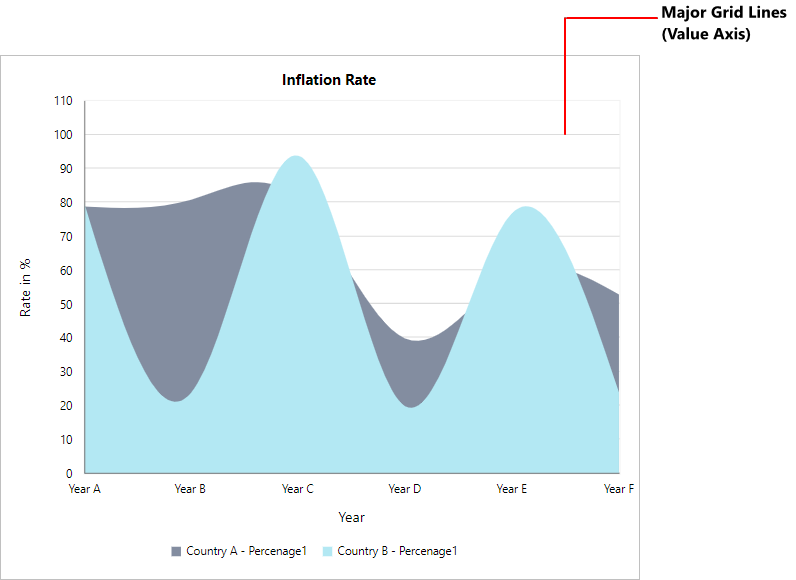 Major Grid Lines
(Value Axis)
Inflation Rate
110
100
90
80
70
60
50
40
30
20
10
0
Rate in %
Year A Year B Year C Year D Year E Year F
Year
Country A - Percenage1 Country B - Percenage1